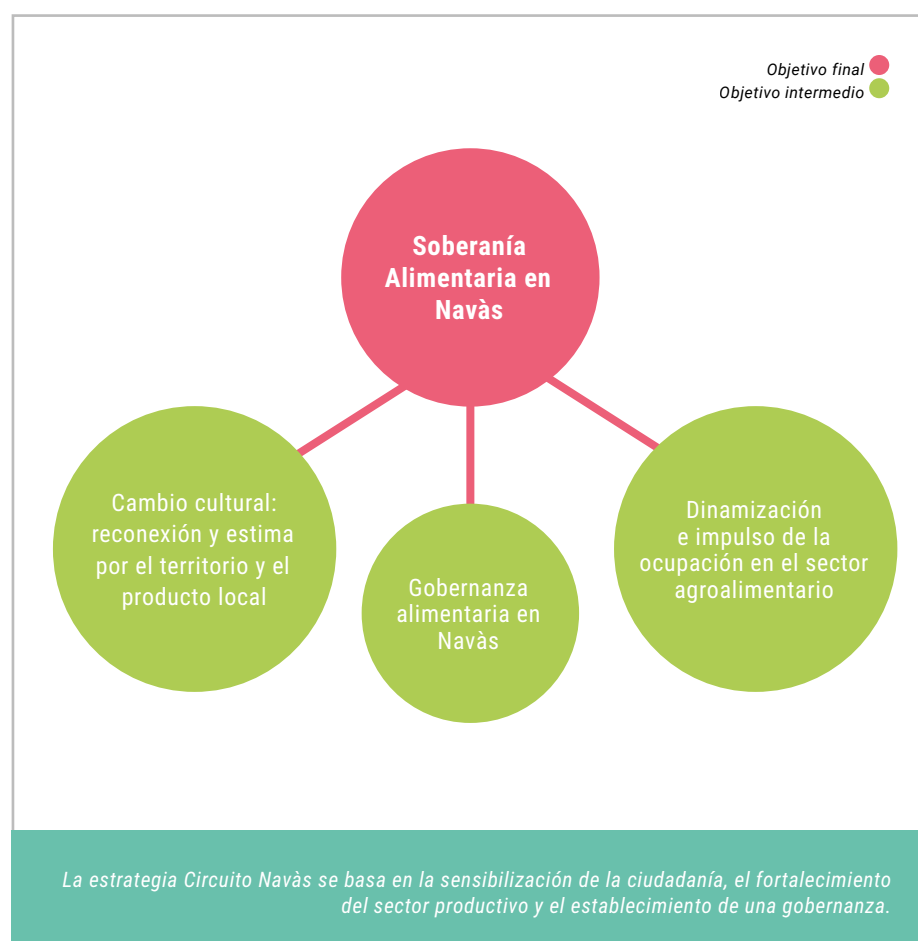 Objetivo final
Objetivo intermedio
Soberanía
Alimentaria en
Navàs
Cambio cultural:
reconexión y estima
por el territorio y el
producto local
Gobernanza
alimentaria en
Navàs
Dinamización
e impulso de la
ocupación en el sector
agroalimentario
La estrategia Circuito Navàs se basa en la sensibilización de la ciudadanía, el fortalecimiento
del sector productivo y el establecimiento de una gobernanza.